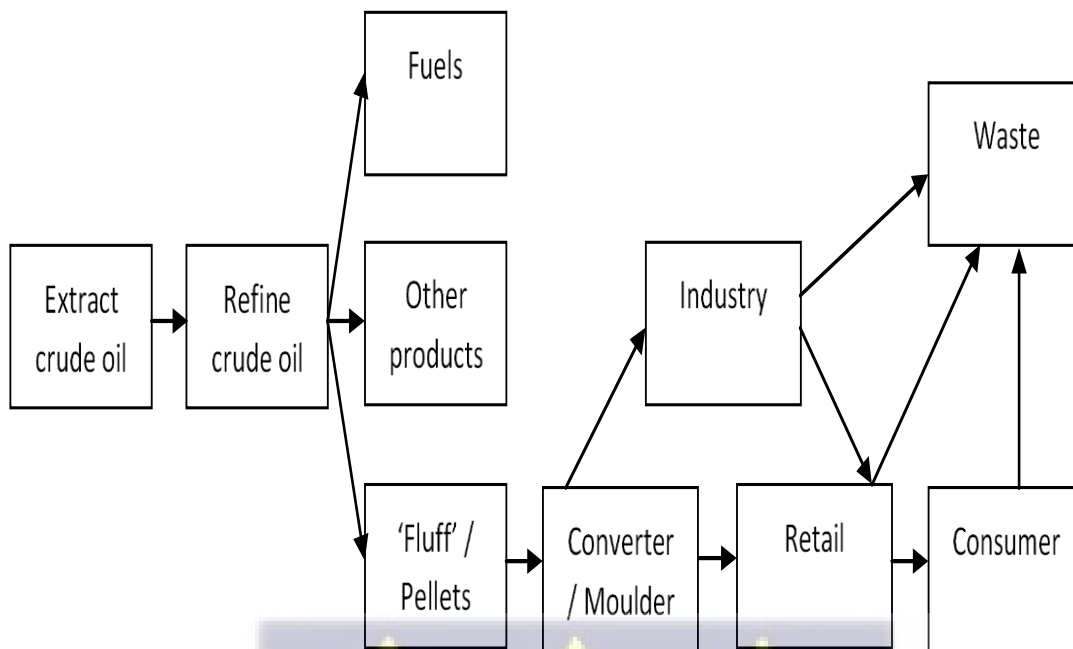 Fuels
Waste
Extract
crude oil
Refine
crude oil
Other
products
Industry
‘Fluff’ /
Pellets
Converter
/ Moulder
Retail
Consumer